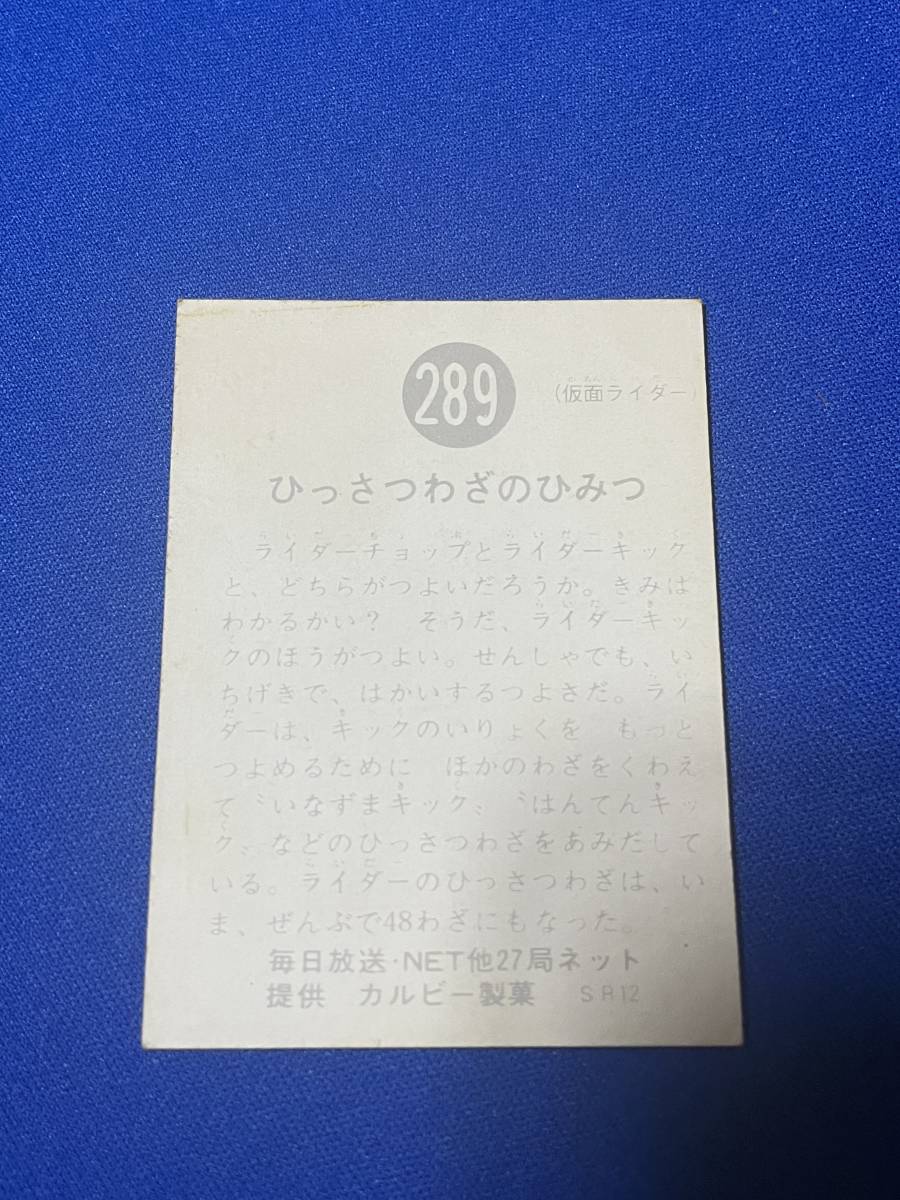 289
(仮面ライダー)
ひっさつわざのひみつ
ライダーチョップとライダーキック
と、どちらがつよいだろうか。きみは
わかるかい？　そうだ、ライダーキッ
クのほうがつよい。せんしゃでも、い
ちげきで、はかいするつよさだ。ライ
ダーは、キックのいりょくを　もっと
つよめるために　ほかのわざをくわえ
て〝いなずまキック〟〝はんてんキッ
ク〟などのひっさつわざをあみだして
いる。ライダーのひっさつわざは、い
ま、ぜんぶで48わざにもなった。
毎日放送・NET他27局ネット
提供　カルビー製菓　SR12